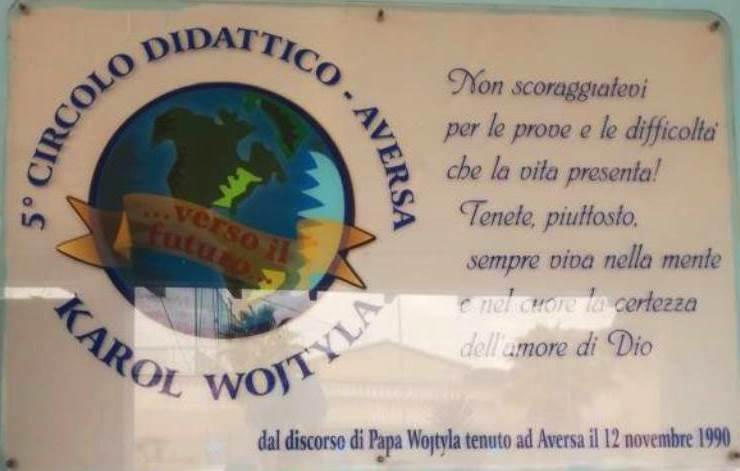 5° CIRCOLO DIDATTICO - AVERSA
...verso il
futuro...
KAROL WOJTYLA
Non scoraggiatevi
per le prove e le difficoltà
che la vita presenta!
Tenete, piuttosto,
sempre viva nella mente
e nel cuore la certezza
dell'amore di Dio
dal discorso di Papa Wojtyla tenuto ad Aversa il 12 novembre 1990